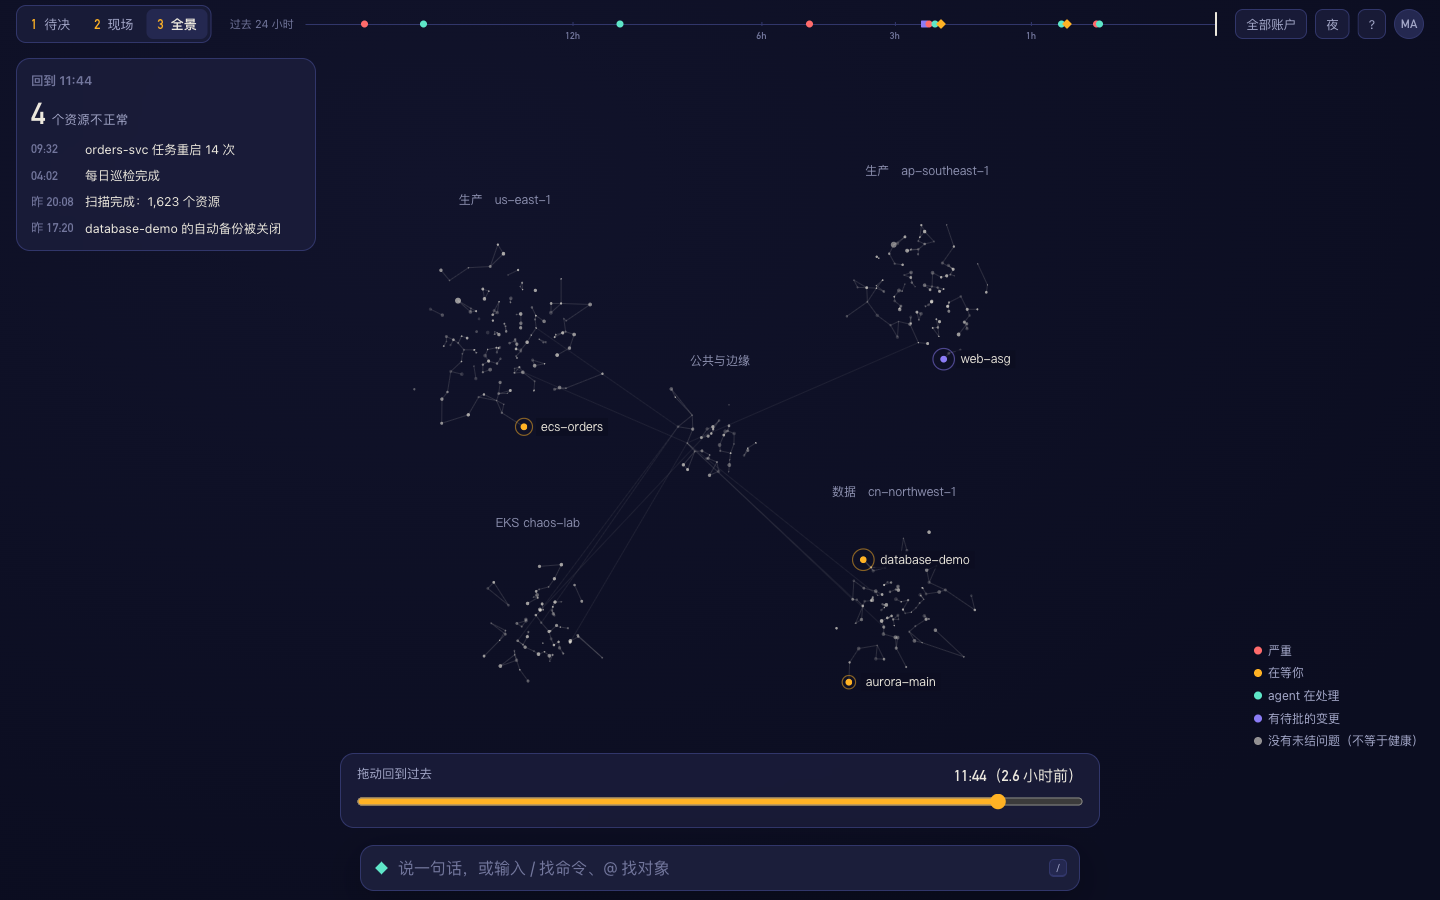 1 待决 2 现场 3 全景
过去 24 小时
12h 6h 3h 1h
全部账户 夜 ? MA
回到 11:44
4 个资源不正常
09:32 orders-svc 任务重启 14 次
04:02 每日巡检完成
昨 20:08 扫描完成：1,623 个资源
昨 17:20 database-demo 的自动备份被关闭
生产 ap-southeast-1
生产 us-east-1
公共与边缘
web-asg
ecs-orders
数据 cn-northwest-1
EKS chaos-lab
database-demo
aurora-main
严重
在等你
agent 在处理
有待批的变更
没有未结问题（不等于健康）
拖动回到过去
11:44（2.6 小时前）
说一句话，或输入 / 找命令、@ 找对象
/